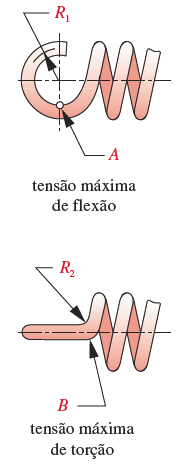 R₁
A
tensão máxima
de flexão
R₂
B
tensão máxima
de torção